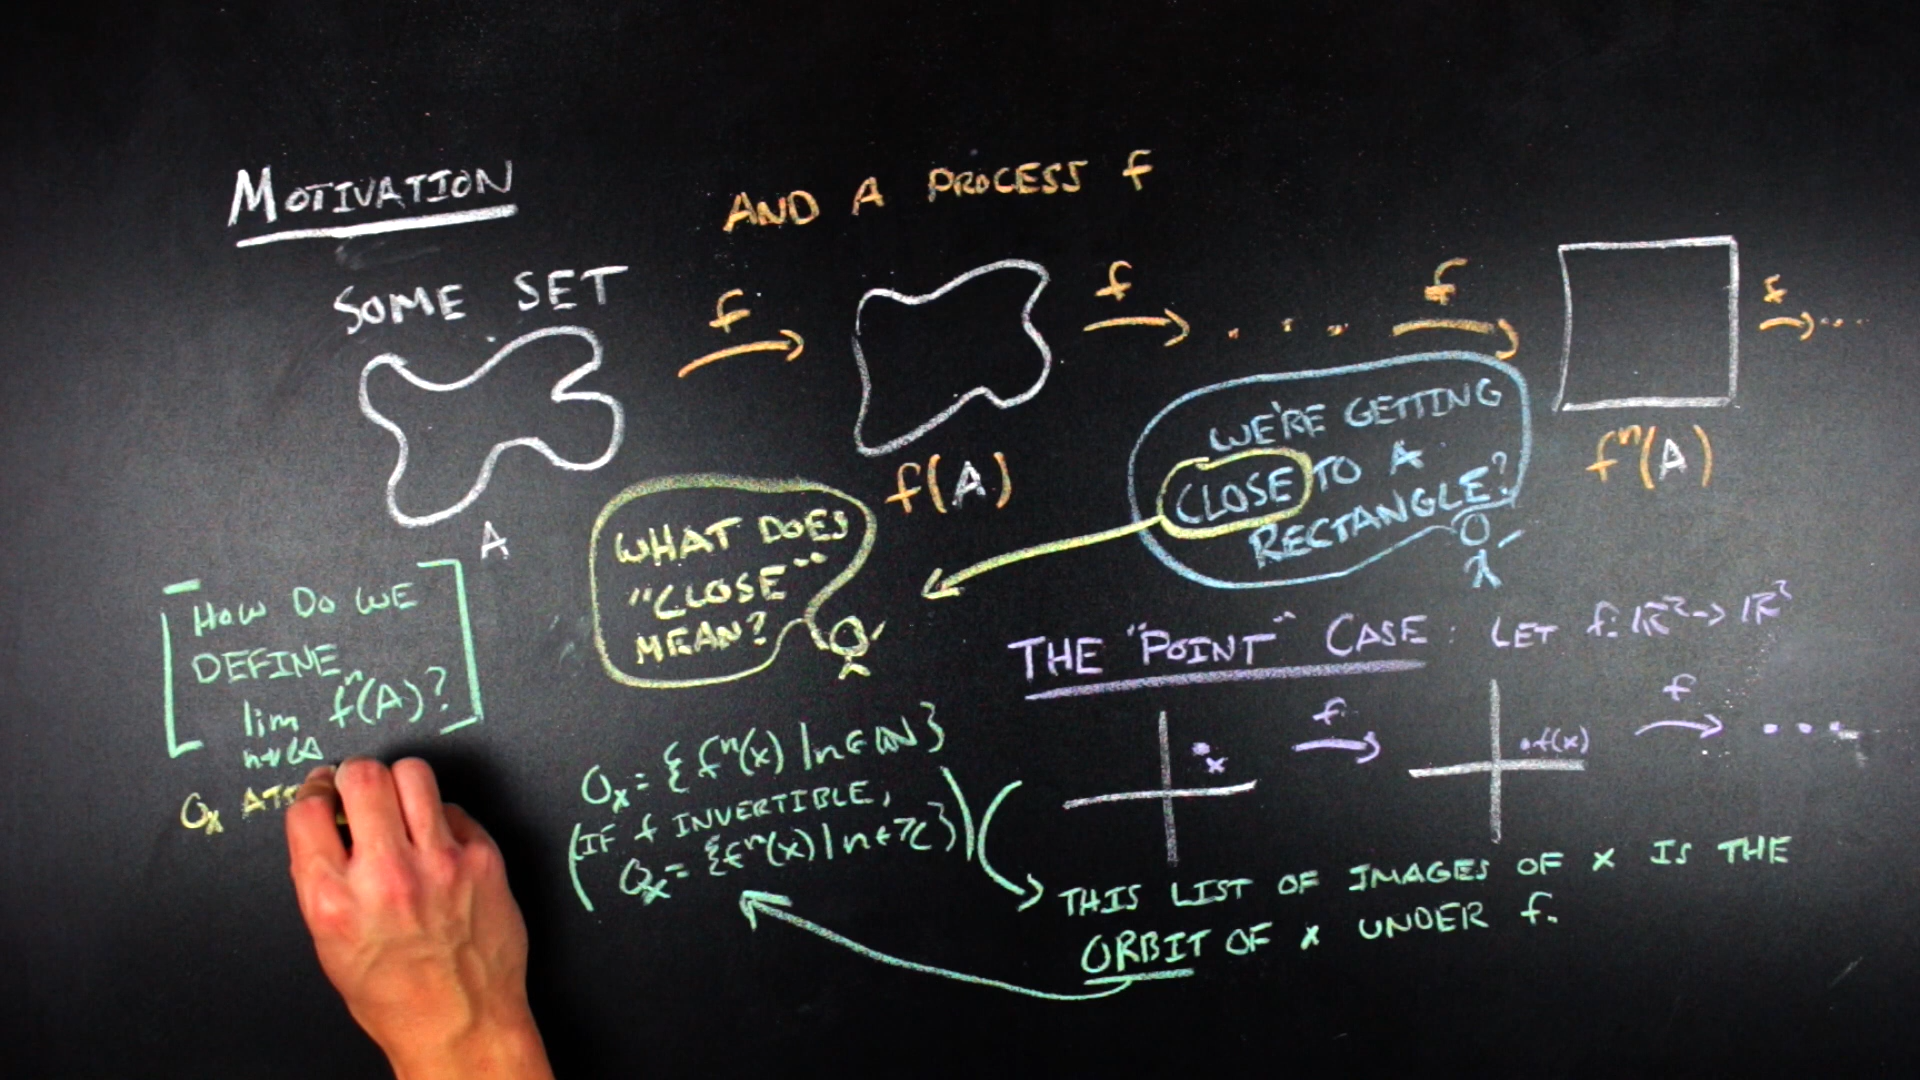 MOTIVATION
AND A PROCESS f
SOME SET
f
f
f
f
A
f(A)
fⁿ(A)
WE'RE GETTING
CLOSE TO A
RECTANGLE?
WHAT DOES
"CLOSE"
MEAN?
HOW DO WE
DEFINE
lim fⁿ(A)?
n→∞
THE "POINT" CASE: LET f: ℝ²→ℝ²
x
f
f(x)
f
Oₓ = {fⁿ(x) | n∈ℕ}
(IF f INVERTIBLE,
Oₓ = {fⁿ(x) | n∈ℤ})
THIS LIST OF IMAGES OF x IS THE
ORBIT OF x UNDER f.
Oₓ